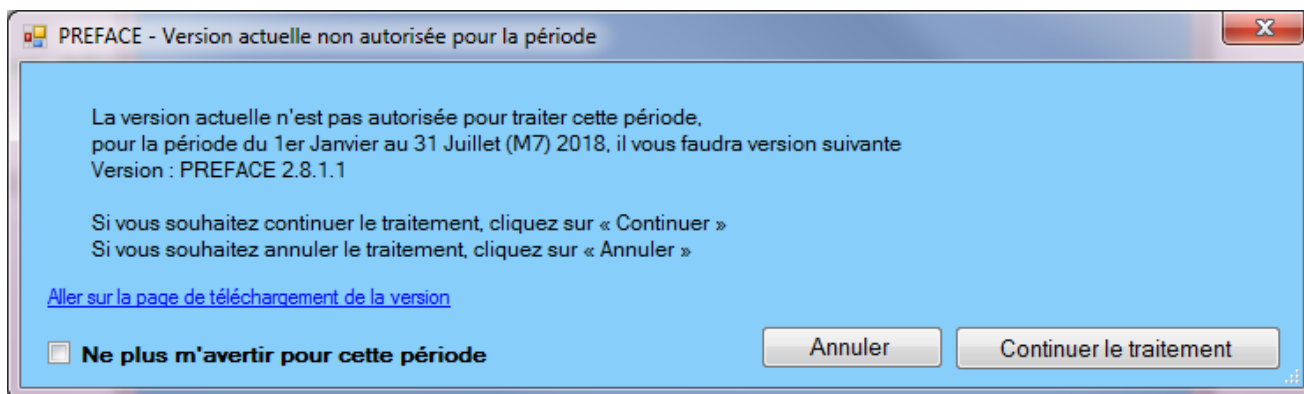 PREFACE - Version actuelle non autorisée pour la période
La version actuelle n'est pas autorisée pour traiter cette période,
pour la période du 1er Janvier au 31 Juillet (M7) 2018, il vous faudra version suivante
Version : PREFACE 2.8.1.1
Si vous souhaitez continuer le traitement, cliquez sur « Continuer »
Si vous souhaitez annuler le traitement, cliquez sur « Annuler »
Aller sur la page de téléchargement de la version
Ne plus m'avertir pour cette période
Annuler
Continuer le traitement